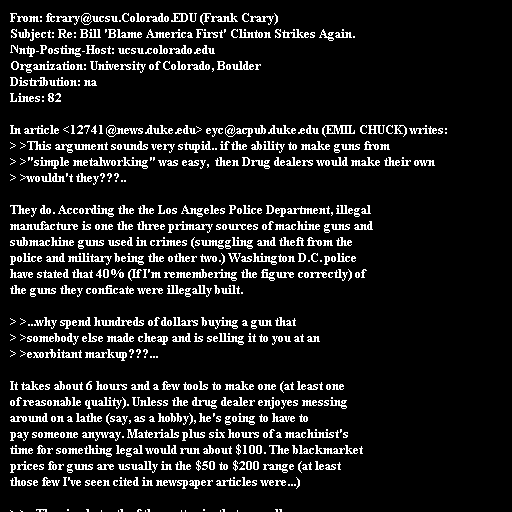 From: fcrary@ucsu.Colorado.EDU (Frank Crary)
Subject: Re: Bill 'Blame America First' Clinton Strikes Again.
Nntp-Posting-Host: ucsu.colorado.edu
Organization: University of Colorado, Boulder
Distribution: na
Lines: 82

In article <12741@news.duke.edu> eyc@acpub.duke.edu (EMIL CHUCK) writes:
> >This argument sounds very stupid.. if the ability to make guns from
> >"simple metalworking" was easy,  then Drug dealers would make their own
> >wouldn't they???..

They do. According the the Los Angeles Police Department, illegal
manufacture is one the three primary sources of machine guns and
submachine guns used in crimes (sumggling and theft from the
police and military being the other two.) Washington D.C. police
have stated that 40% (If I'm remembering the figure correctly) of
the guns they conficate were illegally built.

> >...why spend hundreds of dollars buying a gun that
> >somebody else made cheap and is selling it to you at an
> >exorbitant markup???...

It takes about 6 hours and a few tools to make one (at least one
of reasonable quality). Unless the drug dealer enjoyes messing
around on a lathe (say, as a hobby), he's going to have to
pay someone anyway. Materials plus six hours of a machinist's
time for something legal would run about $100. The blackmarket
prices for guns are usually in the $50 to $200 range (at least
those few I've seen cited in newspaper articles were...)